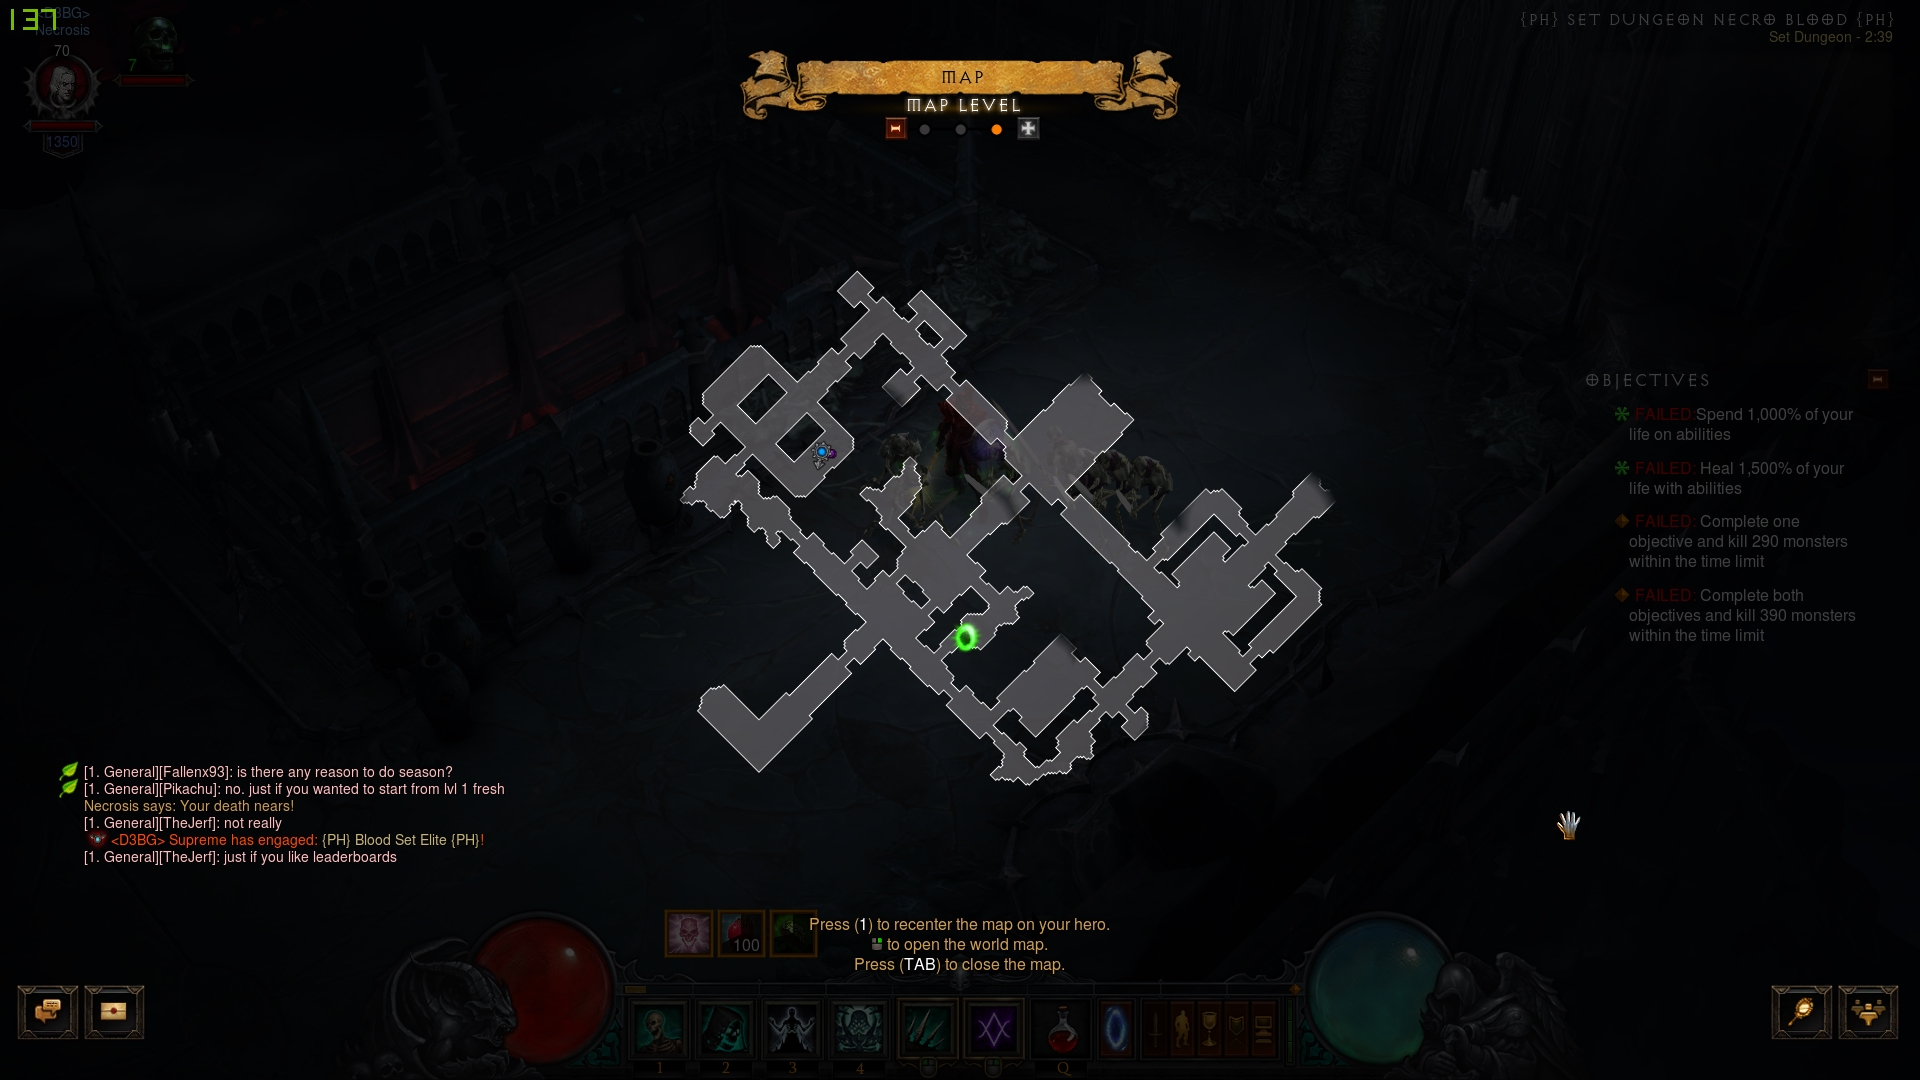 137
<D3BG>
Necrosis
70
7
1350
{PH} SET DUNGEON NECRO BLOOD {PH}
Set Dungeon - 2:39
MAP
MAP LEVEL
OBJECTIVES
FAILED: Spend 1,000% of your
life on abilities
FAILED: Heal 1,500% of your
life with abilities
FAILED: Complete one
objective and kill 290 monsters
within the time limit
FAILED: Complete both
objectives and kill 390 monsters
within the time limit
[1. General][Fallenx93]: is there any reason to do season?
[1. General][Pikachu]: no. just if you wanted to start from lvl 1 fresh
Necrosis says: Your death nears!
[1. General][TheJerf]: not really
<D3BG> Supreme has engaged: {PH} Blood Set Elite {PH}!
[1. General][TheJerf]: just if you like leaderboards
100
Press (1) to recenter the map on your hero.
to open the world map.
Press (TAB) to close the map.
1 2 3 4 Q